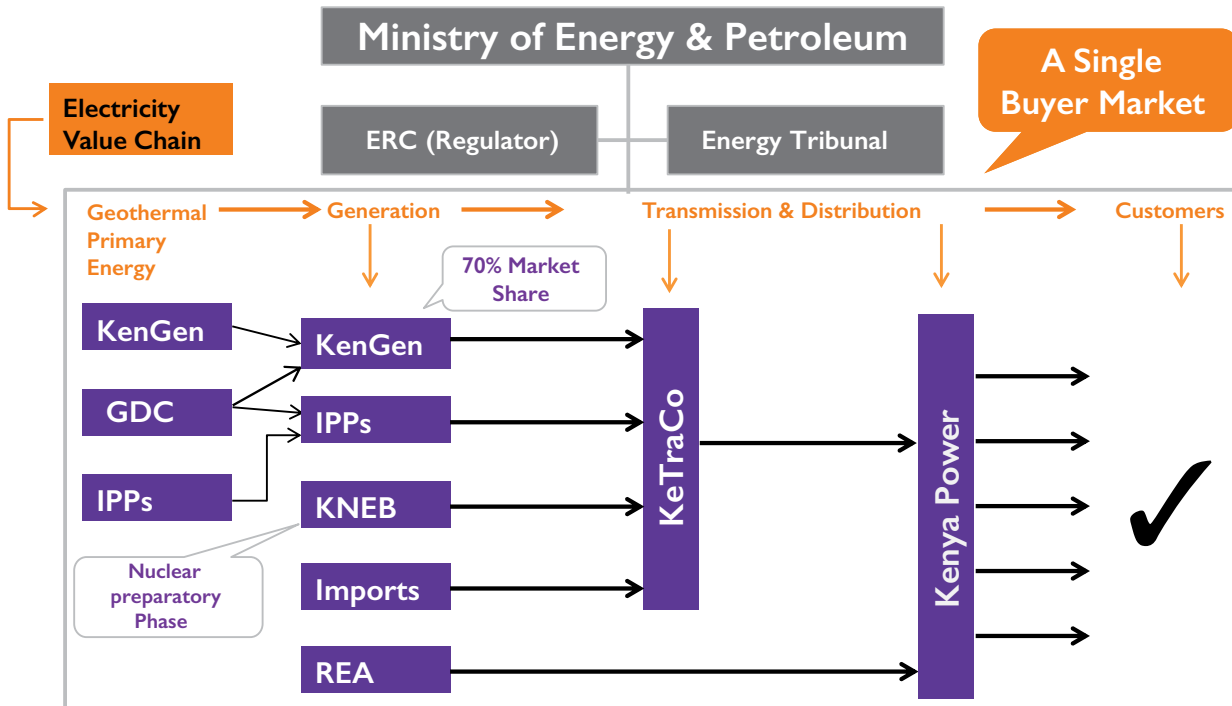 Ministry of Energy & Petroleum
A Single
Buyer Market
Electricity
Value Chain
ERC (Regulator)
Energy Tribunal
Geothermal
Primary
Energy
Generation
Transmission & Distribution
Customers
70% Market
Share
KenGen
GDC
IPPs
KenGen
IPPs
KNEB
Imports
REA
Nuclear
preparatory
Phase
KeTraCo
Kenya Power